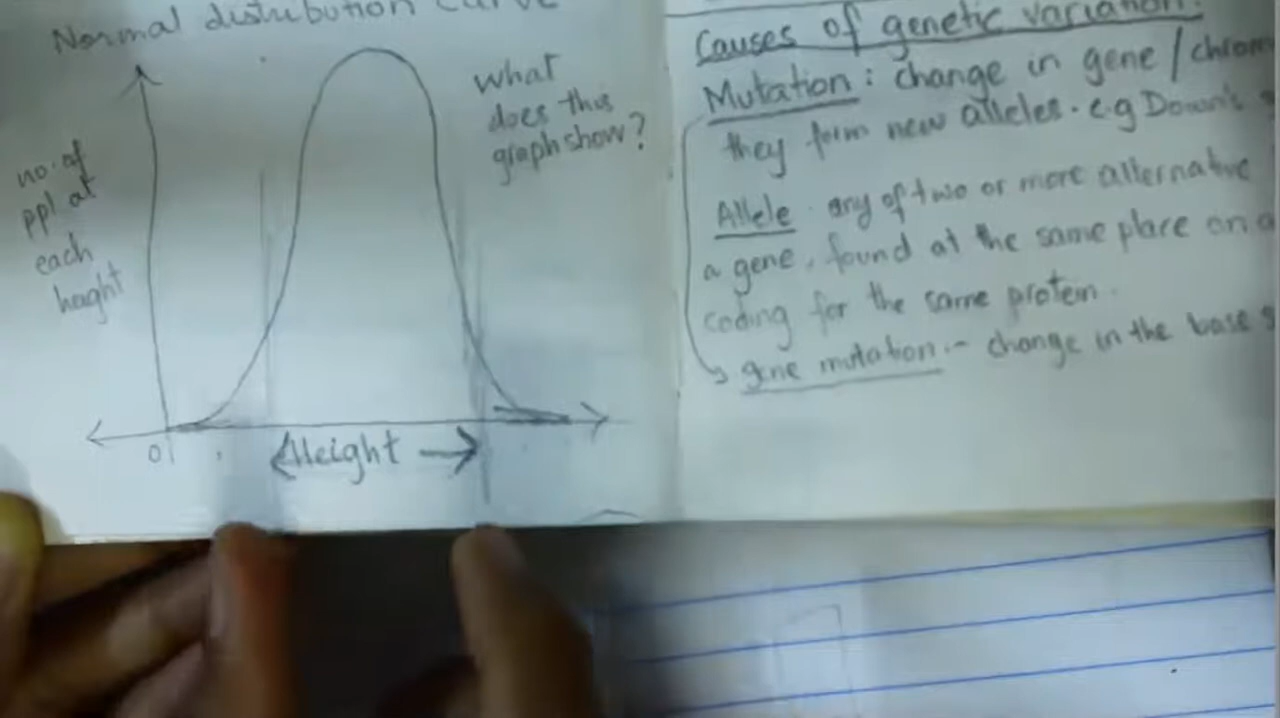 Normal distribution curve
no. of
ppl at
each
height
what
does this
graph show?
0
Height
Causes of genetic variation:
Mutation: change in gene / chrom
they form new alleles. e.g Down's s
Allele. any of two or more alternative
a gene, found at the same place on a
coding for the same protein.
gene mutation:- change in the base s